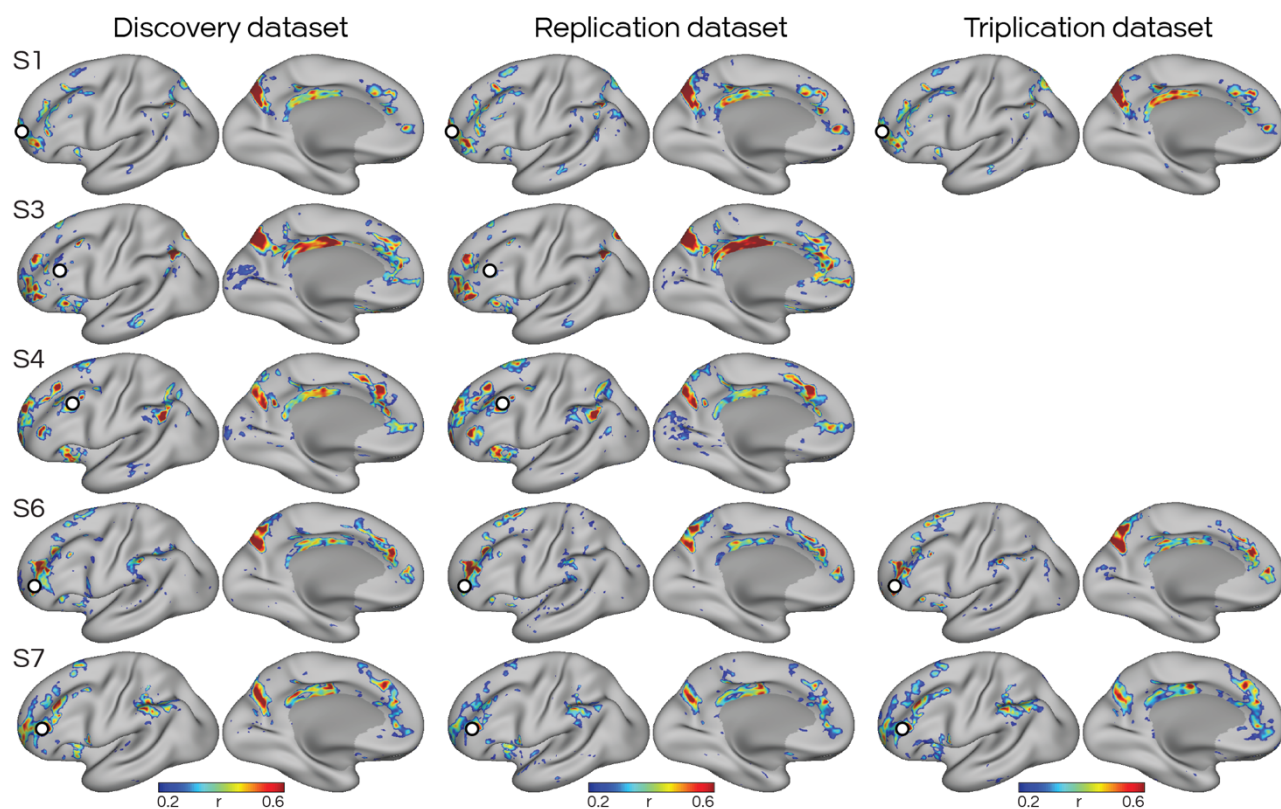 Discovery dataset Replication dataset Triplication dataset
S1
S3
S4
S6
S7
0.2 r 0.6 0.2 r 0.6 0.2 r 0.6